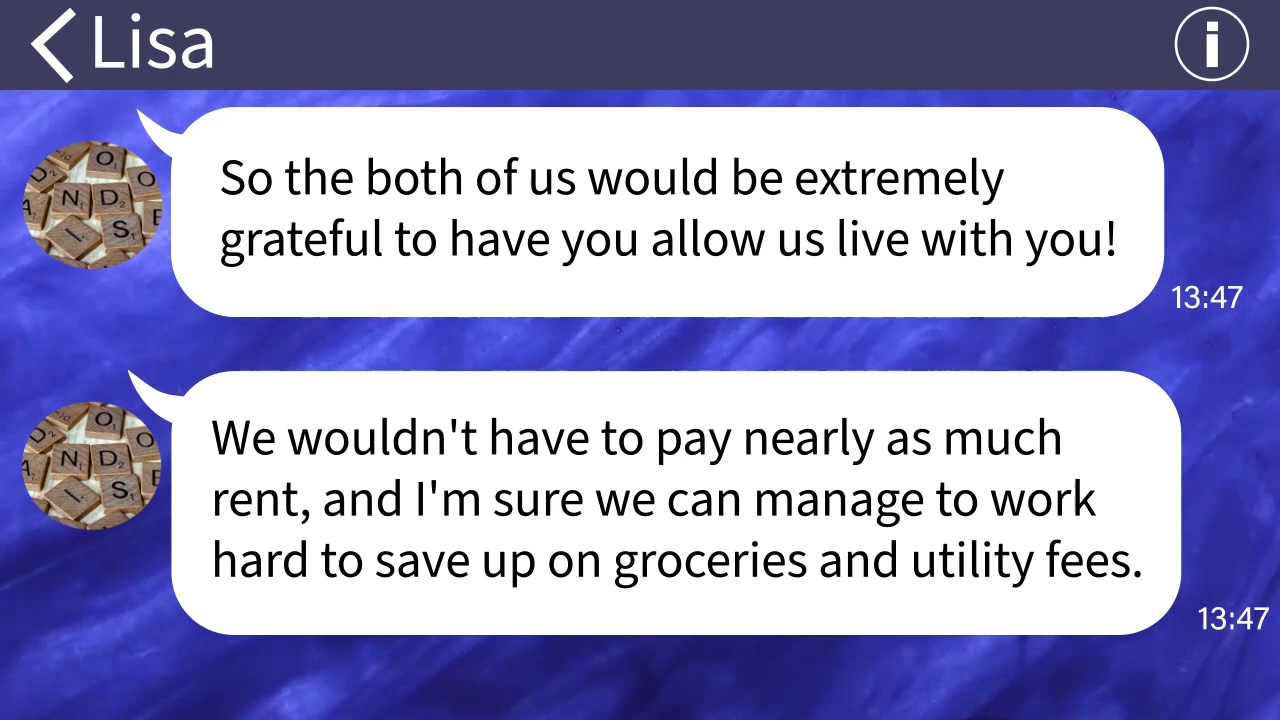 Lisa
So the both of us would be extremely
grateful to have you allow us live with you!
13:47
We wouldn't have to pay nearly as much
rent, and I'm sure we can manage to work
hard to save up on groceries and utility fees.
13:47